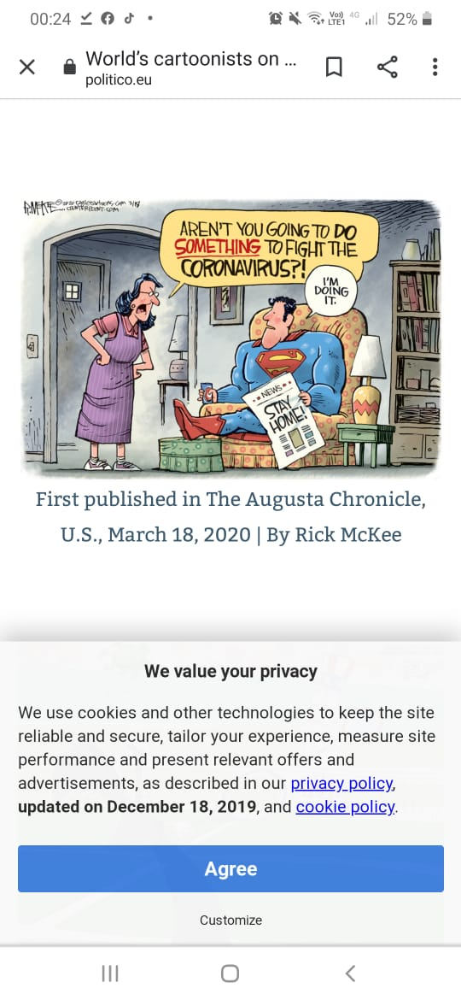 00:24
Vo))
LTE1
4G
52%
World's cartoonists on ...
politico.eu
AREN'T YOU GOING TO DO
SOMETHING TO FIGHT THE
CORONAVIRUS?!
I'M
DOING
IT.
NEWS
STAY
HOME!
First published in The Augusta Chronicle,
U.S., March 18, 2020 | By Rick McKee
We value your privacy
We use cookies and other technologies to keep the site
reliable and secure, tailor your experience, measure site
performance and present relevant offers and
advertisements, as described in our privacy policy,
updated on December 18, 2019, and cookie policy.
Agree
Customize